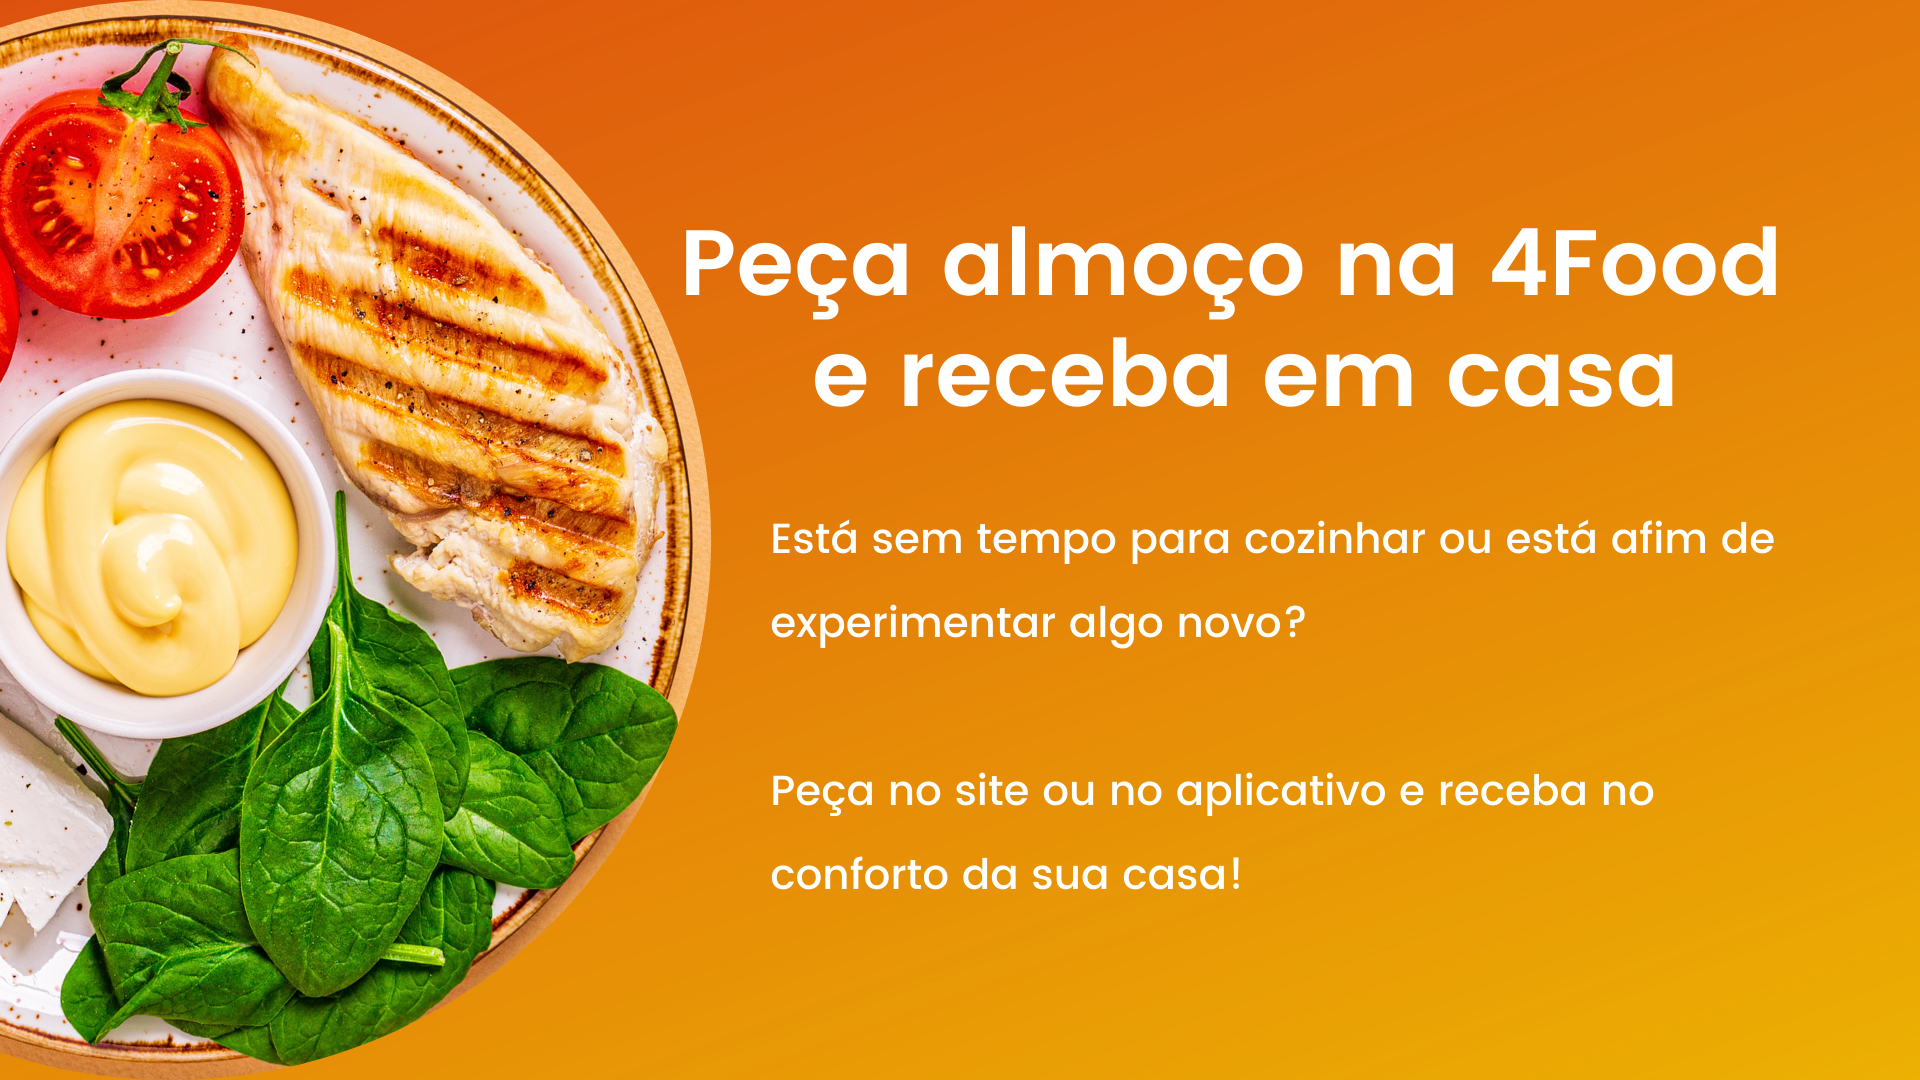 Peça almoço na 4Food
e receba em casa
Está sem tempo para cozinhar ou está afim de
experimentar algo novo?
Peça no site ou no aplicativo e receba no
conforto da sua casa!